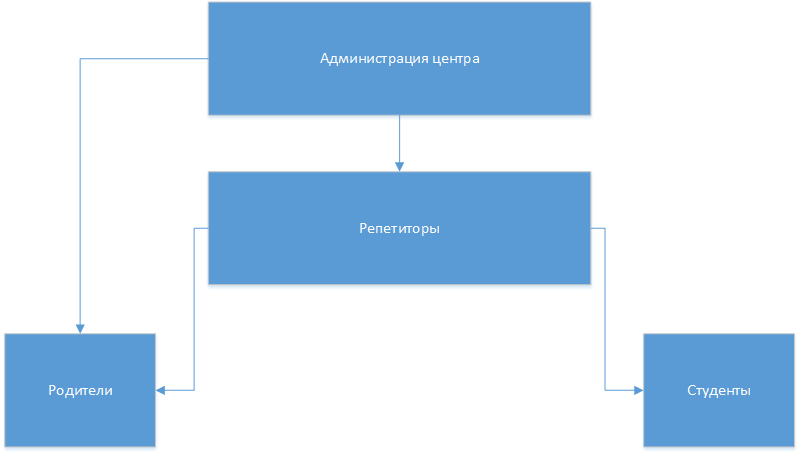 Администрация центра
Репетиторы
Родители
Студенты